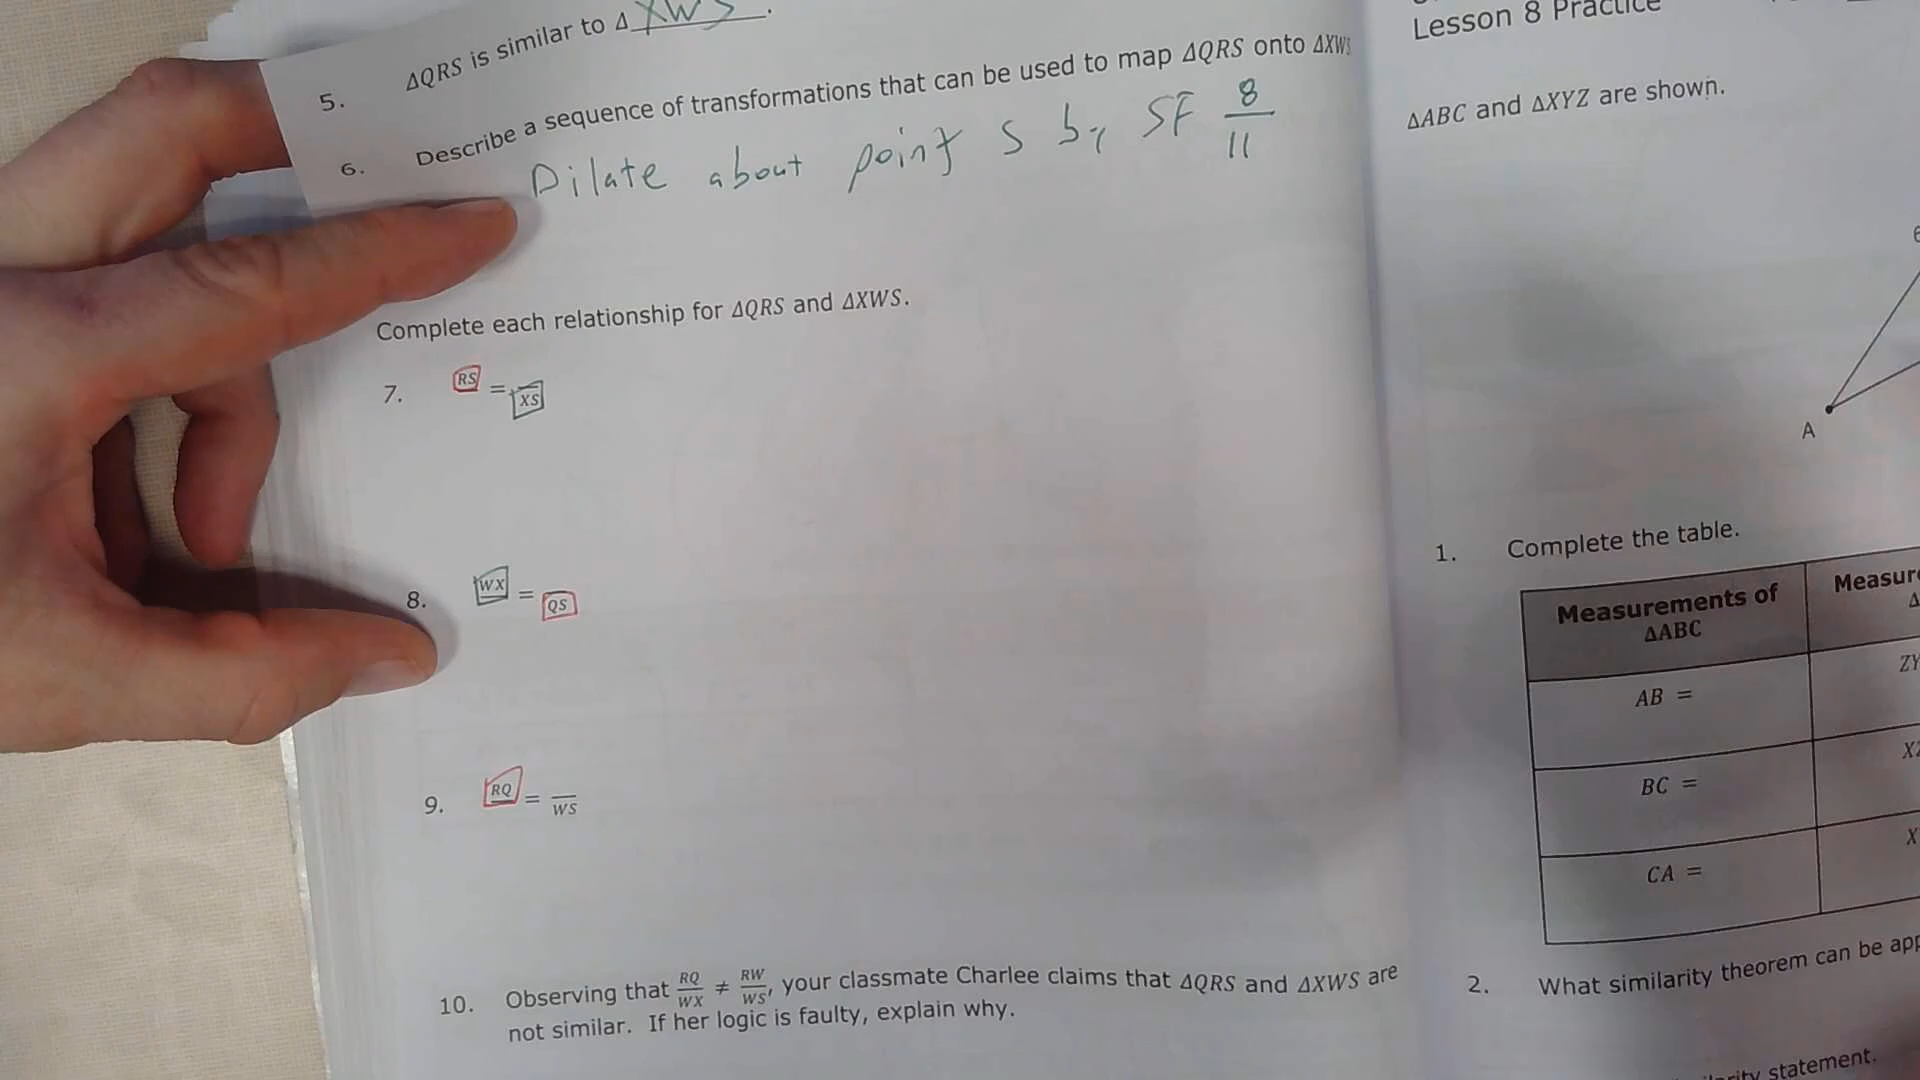 5. ΔQRS is similar to Δ XWS.
6. Describe a sequence of transformations that can be used to map ΔQRS onto ΔXWS
Dilate about point S by SF 8/11
Complete each relationship for ΔQRS and ΔXWS.
7. RS = XS
8. WX = QS
9. RQ = WS
10. Observing that RQ/WX ≠ RW/WS, your classmate Charlee claims that ΔQRS and ΔXWS are
not similar. If her logic is faulty, explain why.
Lesson 8 Practice
ΔABC and ΔXYZ are shown.
A
1. Complete the table.
Measurements of
ΔABC
AB =
BC =
CA =
ZY
2. What similarity theorem can be
statement.